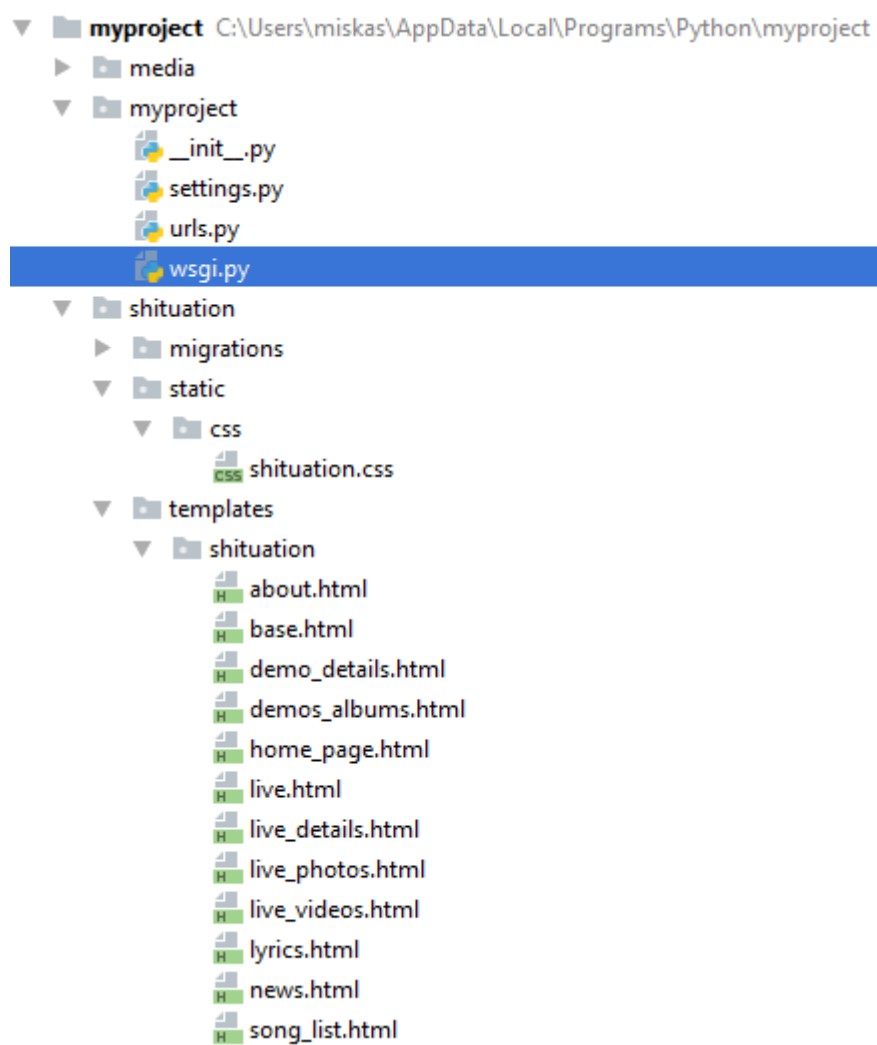 myproject C:\Users\miskas\AppData\Local\Programs\Python\myproject
media
myproject
__init__.py
settings.py
urls.py
wsgi.py
shituation
migrations
static
css
CSS shituation.css
templates
shituation
H about.html
H base.html
H demo_details.html
H demos_albums.html
H home_page.html
H live.html
H live_details.html
H live_photos.html
H live_videos.html
H lyrics.html
H news.html
H song_list.html